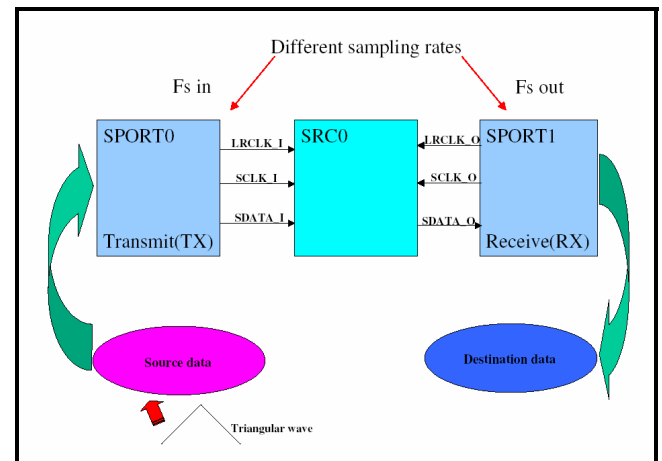 Different sampling rates
Fs in
Fs out
SPORT0
LRCLK_I
SCLK_I
SDATA_I
Transmit(TX)
SRC0
LRCLK_O
SCLK_O
SDATA_O
SPORT1
Receive(RX)
Source data
Destination data
Triangular wave